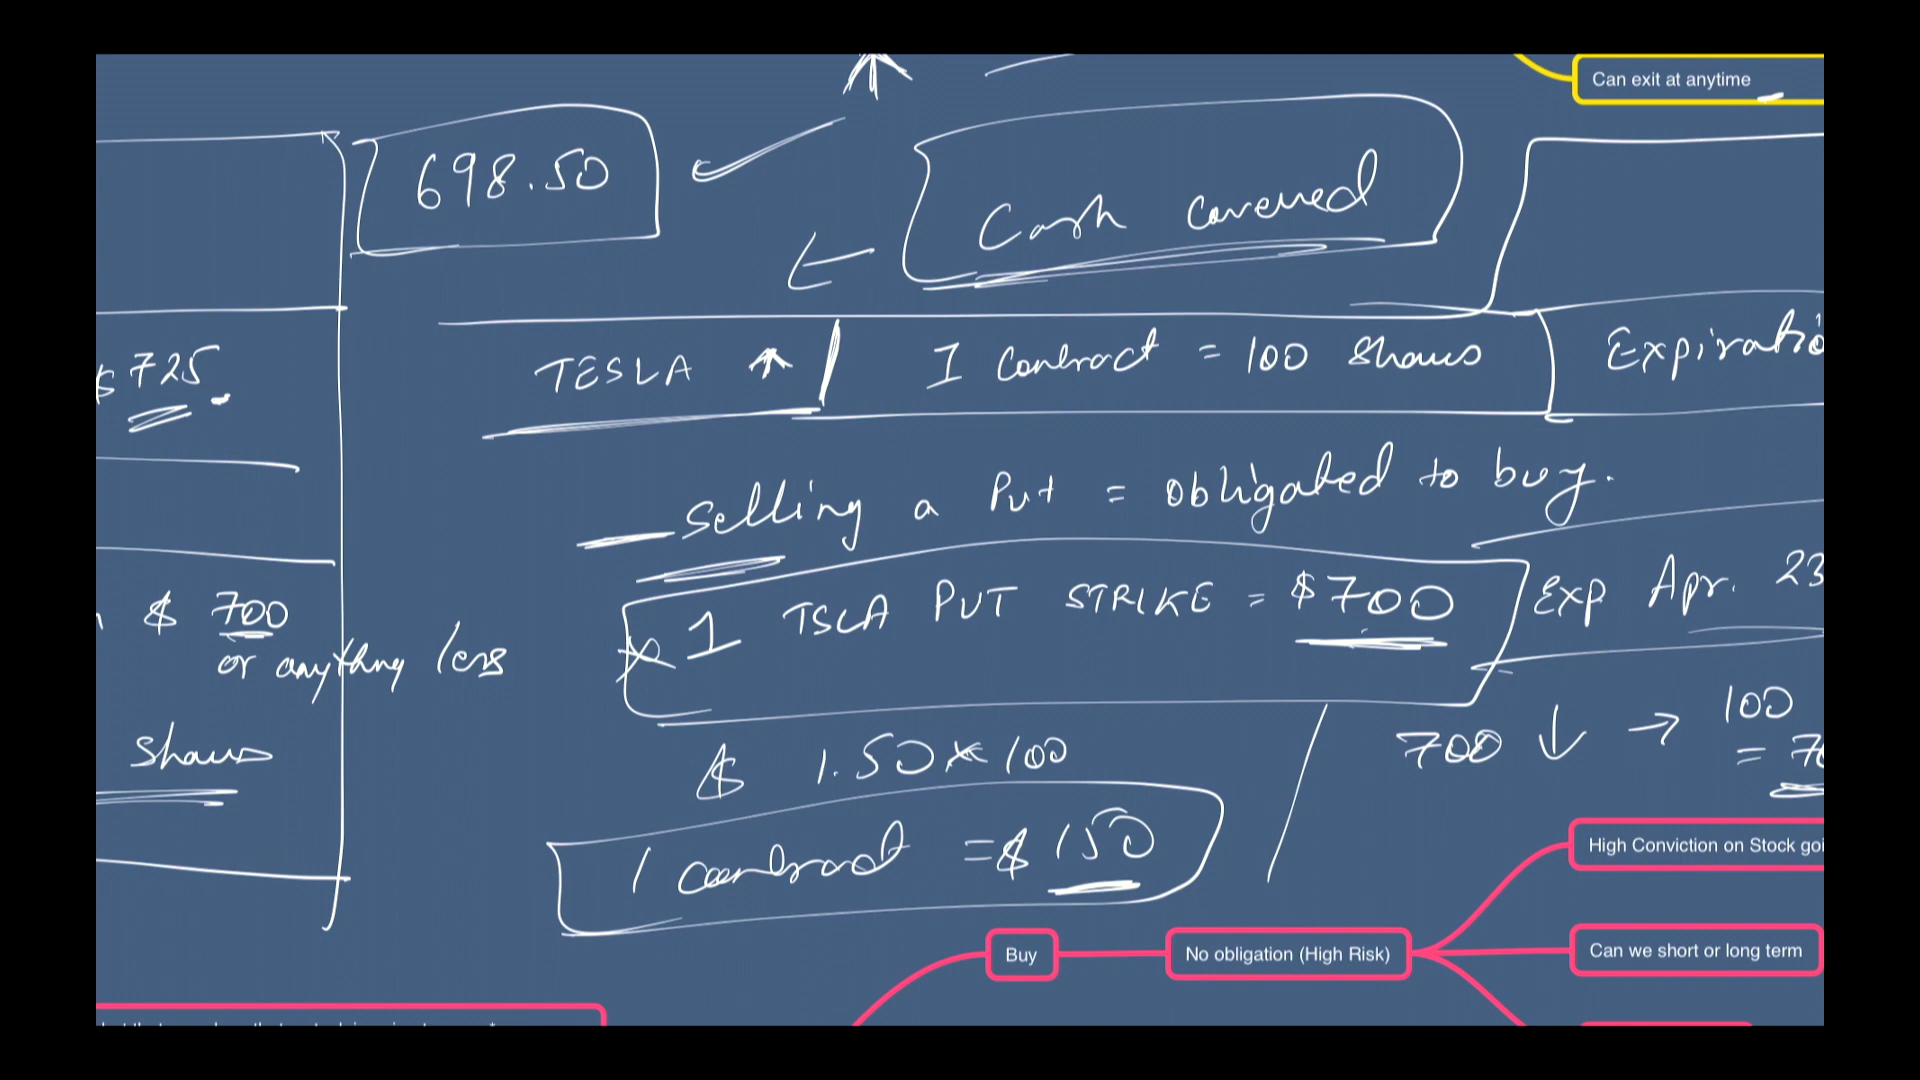 Can exit at anytime
698.50
Cash covered
$ 725
TESLA
1 contract = 100 shares
Expiratio
Selling a Put = obligated to buy.
$ 700
or anything less
1 TSLA PUT STRIKE = $700
Exp Apr. 23
shares
$ 1.50 x 100
700 ↓ → 100
= 70
1 contract = $ 150
High Conviction on Stock goi
Buy
No obligation (High Risk)
Can we short or long term